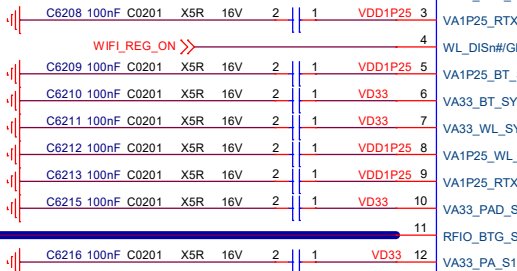 C6208 100nF C0201 X5R 16V 2 1 VDD1P25 3 VA1P25_RTX
WIFI_REG_ON 4 WL_DISn#/GI
C6209 100nF C0201 X5R 16V 2 1 VDD1P25 5 VA1P25_BT_
C6210 100nF C0201 X5R 16V 2 1 VD33 6 VA33_BT_SY
C6211 100nF C0201 X5R 16V 2 1 VD33 7 VA33_WL_SY
C6212 100nF C0201 X5R 16V 2 1 VDD1P25 8 VA1P25_WL_
C6213 100nF C0201 X5R 16V 2 1 VDD1P25 9 VA1P25_RTX
C6215 100nF C0201 X5R 16V 2 1 VD33 10 VA33_PAD_S
11 RFIO_BTG_S
C6216 100nF C0201 X5R 16V 2 1 VD33 12 VA33_PA_S1